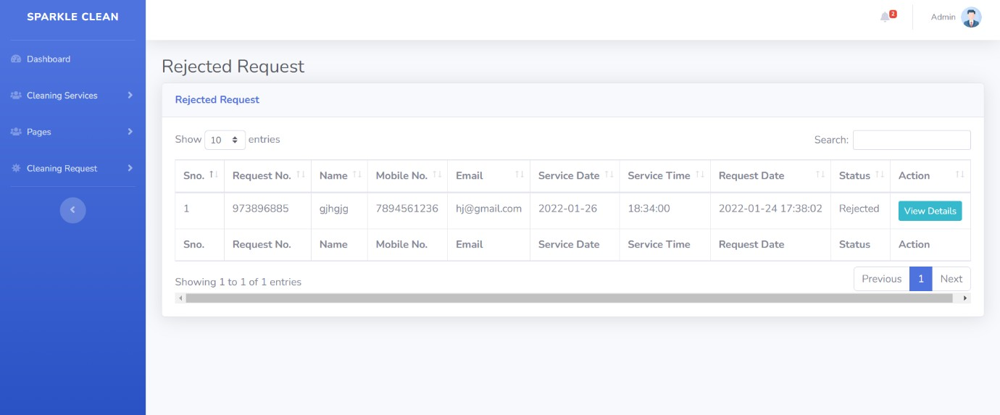 SPARKLE CLEAN
2
Admin
Dashboard
Cleaning Services
Pages
Cleaning Request
Rejected Request
Rejected Request
Show 10 entries
Search:
Sno. Request No. Name Mobile No. Email Service Date Service Time Request Date Status Action
1 973896885 gjhgjg 7894561236 hj@gmail.com 2022-01-26 18:34:00 2022-01-24 17:38:02 Rejected View Details
Sno. Request No. Name Mobile No. Email Service Date Service Time Request Date Status Action
Showing 1 to 1 of 1 entries
Previous 1 Next